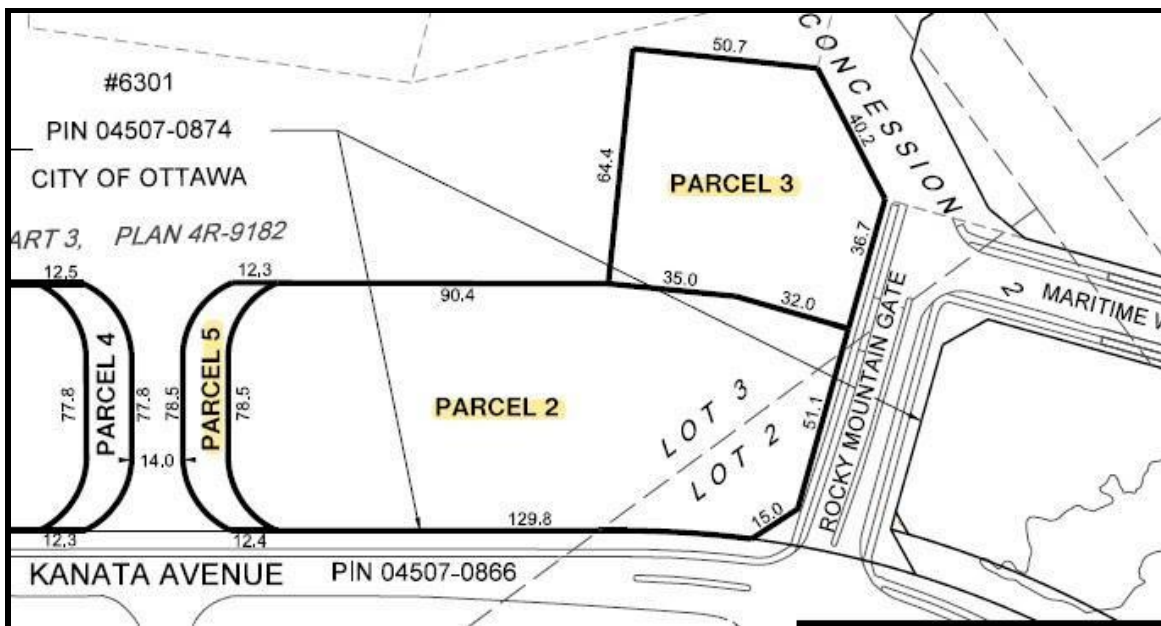 50.7
CONCESSION
#6301
PIN 04507-0874
CITY OF OTTAWA
ART 3, PLAN 4R-9182
64.4
PARCEL 3
40.2
36.7
12,5
12,3
90.4
35.0
32.0
2
MARITIME
77.8
PARCEL 4
77.8
78.5
PARCEL 5
78.5
14.0
PARCEL 2
LOT 3
LOT 2
51.1
ROCKY MOUNTAIN GATE
15.0
129.8
12,3
12,4
KANATA AVENUE PIN 04507-0866